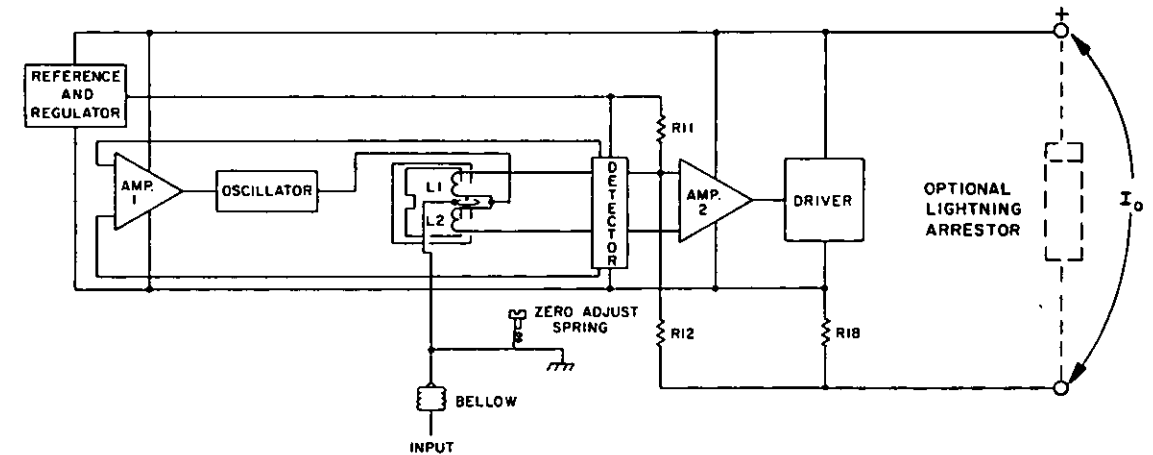 +
REFERENCE
AND
REGULATOR
R11
AMP.
1
OSCILLATOR
L1
L2
DETECTOR
AMP.
2
DRIVER
OPTIONAL
LIGHTNING
ARRESTOR
Io
ZERO ADJUST
SPRING
R12
R18
BELLOW
INPUT